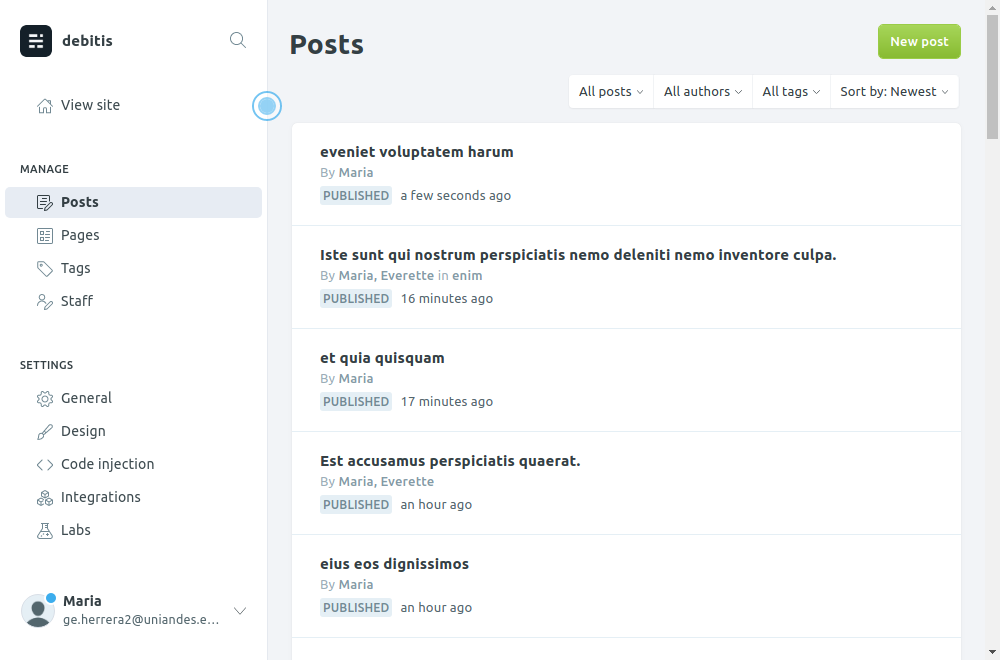 debitis
View site
MANAGE
Posts
Pages
Tags
Staff
SETTINGS
General
Design
Code injection
Integrations
Labs
Maria
ge.herrera2@uniandes.e...
Posts
New post
All posts
All authors
All tags
Sort by: Newest
eveniet voluptatem harum
By Maria
PUBLISHED a few seconds ago
Iste sunt qui nostrum perspiciatis nemo deleniti nemo inventore culpa.
By Maria, Everette in enim
PUBLISHED 16 minutes ago
et quia quisquam
By Maria
PUBLISHED 17 minutes ago
Est accusamus perspiciatis quaerat.
By Maria, Everette
PUBLISHED an hour ago
eius eos dignissimos
By Maria
PUBLISHED an hour ago